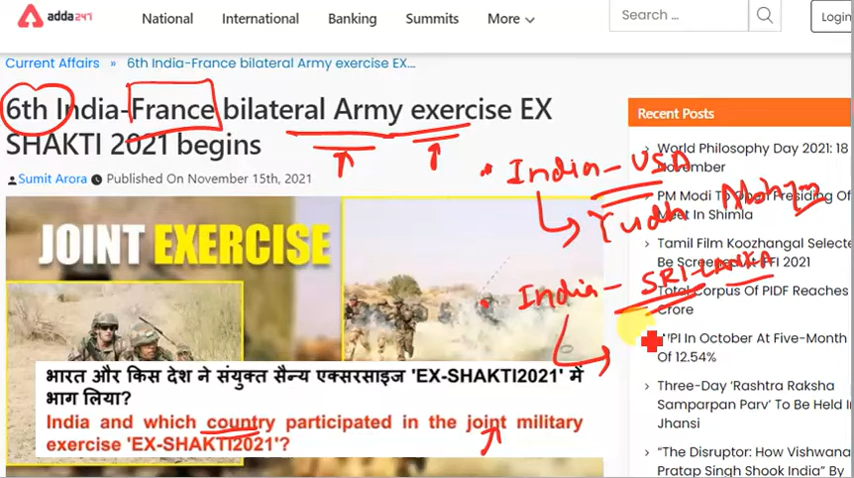 adda247
National International Banking Summits More
Search ...
Login
Current Affairs » 6th India-France bilateral Army exercise EX...
6th India-France bilateral Army exercise EX
SHAKTI 2021 begins
Sumit Arora Published On November 15th, 2021
JOINT EXERCISE
भारत और किस देश ने संयुक्त सैन्य एक्सरसाइज 'EX-SHAKTI2021' में
भाग लिया?
India and which country participated in the joint military
exercise 'EX-SHAKTI2021'?
India - USA
Yudh Abhyas
India - SRI-LANKA
Recent Posts
World Philosophy Day 2021: 18
November
PM Modi To Open Presiding Of
Meet In Shimla
Tamil Film Koozhangal Selecte
Be Screened At IFFI 2021
Total Corpus Of PIDF Reaches
Crore
WPI In October At Five-Month
Of 12.54%
Three-Day ‘Rashtra Raksha
Samparpan Parv’ To Be Held In
Jhansi
“The Disruptor: How Vishwana
Pratap Singh Shook India” By